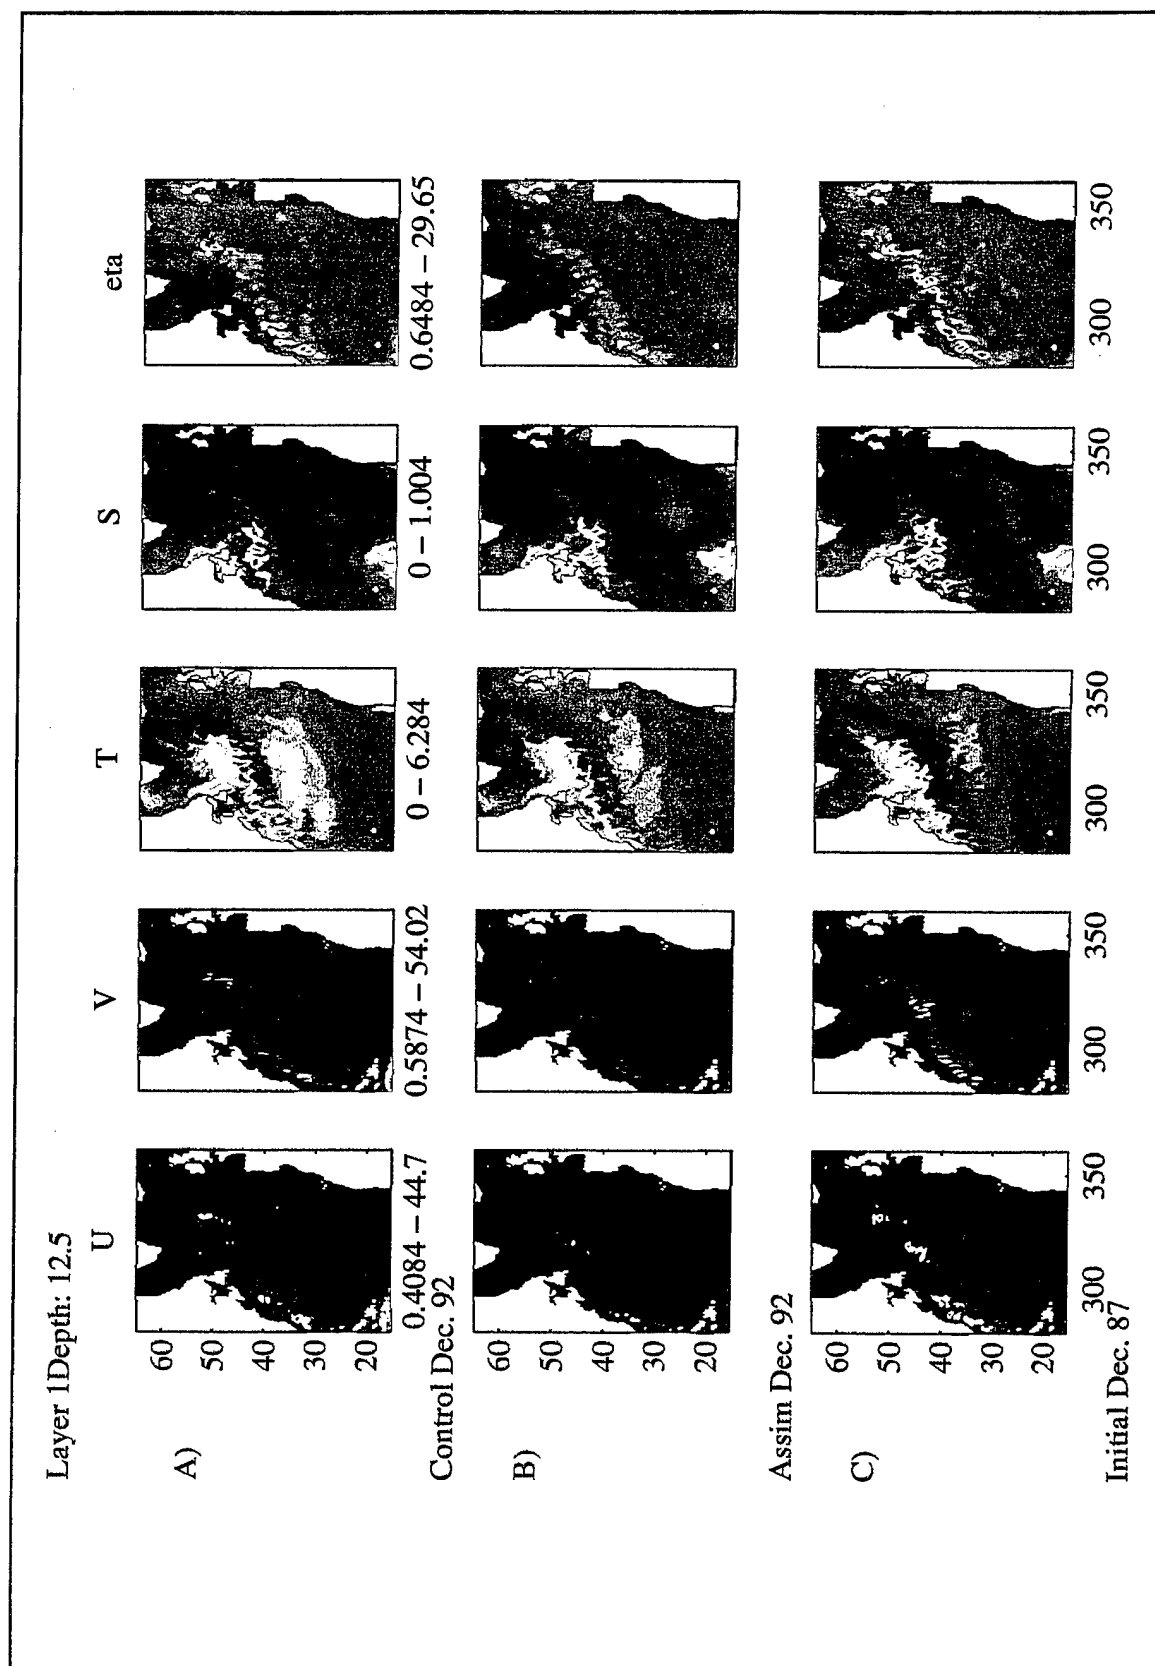 Layer 1Depth: 12.5
U V T S eta
A)
60
50
40
30
20
0.4084 – 44.7 0.5874 – 54.02 0 – 6.284 0 – 1.004 0.6484 – 29.65
Control Dec. 92
B)
60
50
40
30
20
Assim Dec. 92
C)
60
50
40
30
20
300 350 300 350 300 350 300 350 300 350
Initial Dec. 87